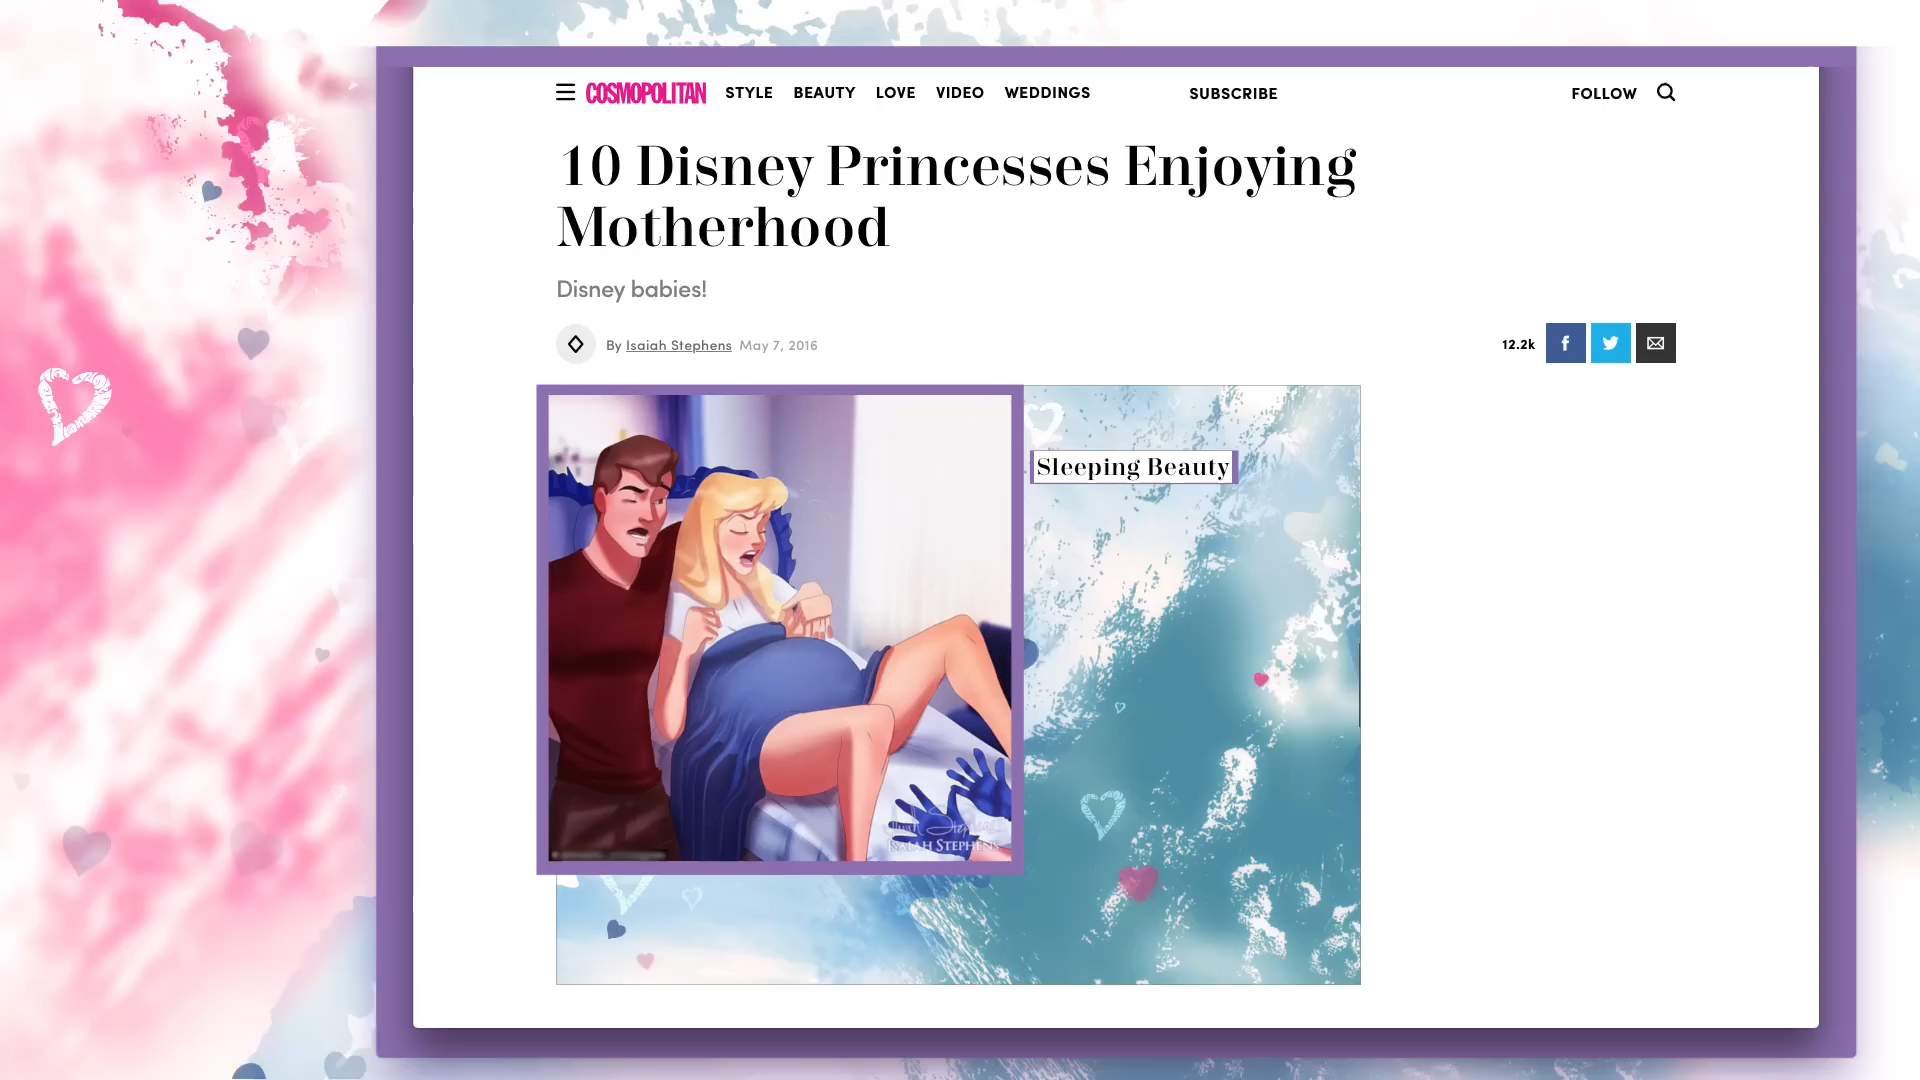 COSMOPOLITAN STYLE BEAUTY LOVE VIDEO WEDDINGS SUBSCRIBE FOLLOW
10 Disney Princesses Enjoying
Motherhood
Disney babies!
By Isaiah Stephens May 7, 2016
12.2k
Sleeping Beauty
ISAIAH STEPHENS